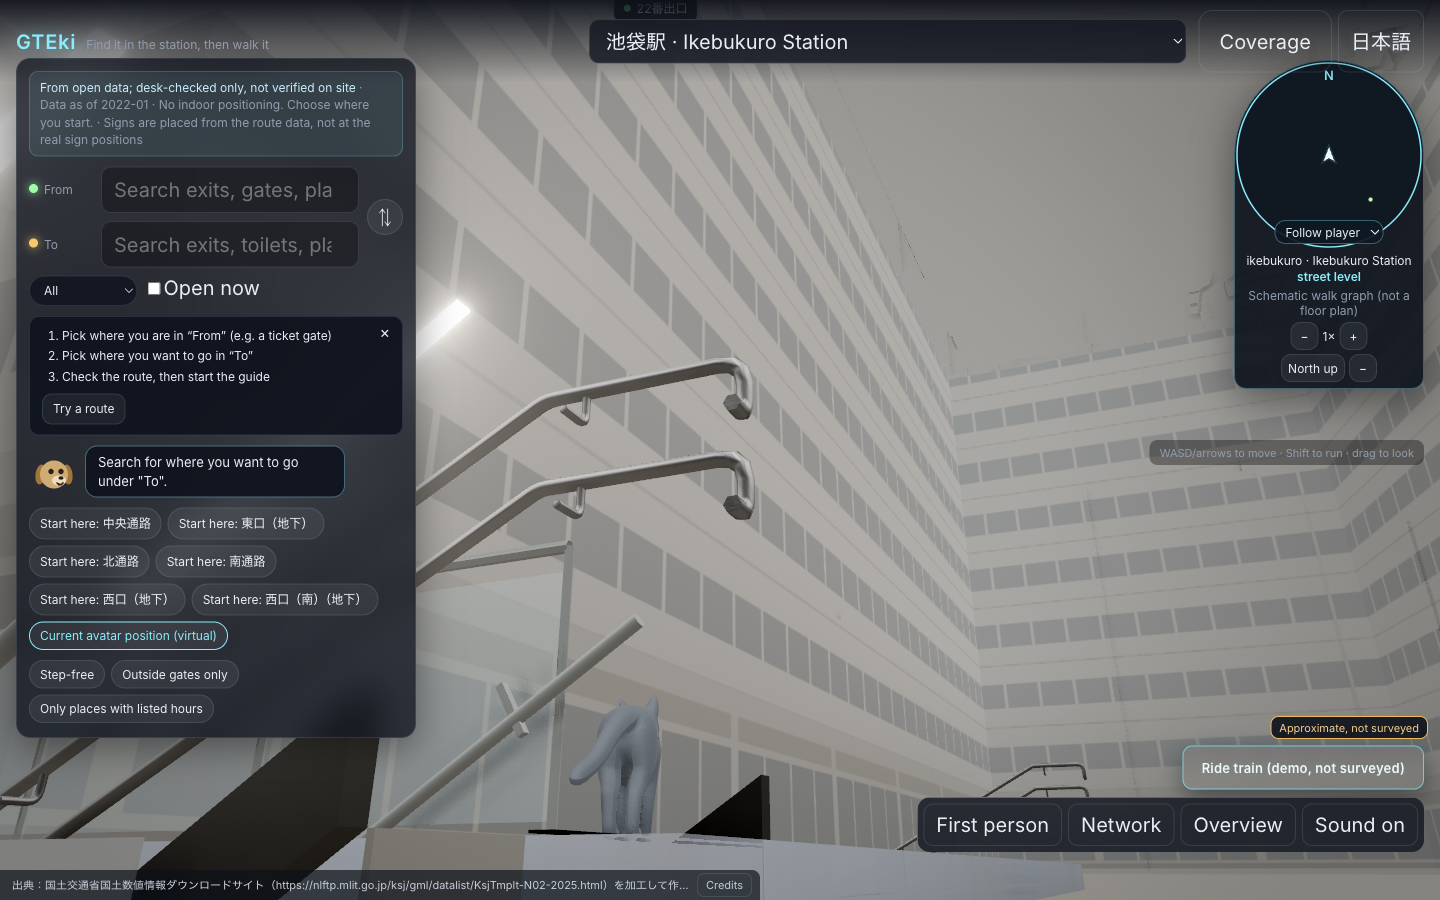 22番出口
GTEki Find it in the station, then walk it
池袋駅 · Ikebukuro Station
Coverage
日本語
From open data; desk-checked only, not verified on site ·
Data as of 2022-01 · No indoor positioning. Choose where
you start. · Signs are placed from the route data, not at the
real sign positions
From
Search exits, gates, pla
To
Search exits, toilets, pla
All
Open now
1. Pick where you are in “From” (e.g. a ticket gate)
2. Pick where you want to go in “To”
3. Check the route, then start the guide
Try a route
Search for where you want to go
under "To".
Start here: 中央通路
Start here: 東口（地下）
Start here: 北通路
Start here: 南通路
Start here: 西口（地下）
Start here: 西口（南）（地下）
Current avatar position (virtual)
Step-free
Outside gates only
Only places with listed hours
N
Follow player
ikebukuro · Ikebukuro Station
street level
Schematic walk graph (not a
floor plan)
− 1× +
North up −
WASD/arrows to move · Shift to run · drag to look
Approximate, not surveyed
Ride train (demo, not surveyed)
First person
Network
Overview
Sound on
出典：国土交通省国土数値情報ダウンロードサイト（https://nlftp.mlit.go.jp/ksj/gml/datalist/KsjTmplt-N02-2025.html）を加工して作…
Credits